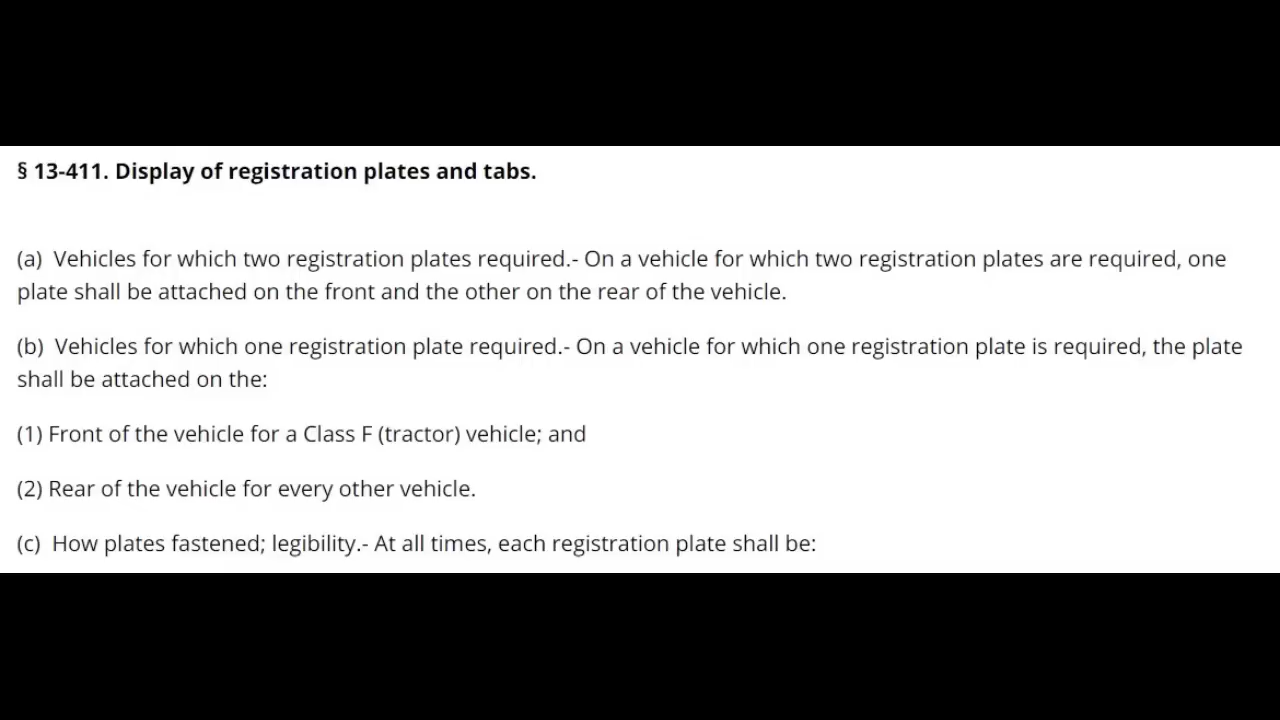 § 13-411. Display of registration plates and tabs.
(a)  Vehicles for which two registration plates required.- On a vehicle for which two registration plates are required, one
plate shall be attached on the front and the other on the rear of the vehicle.
(b)  Vehicles for which one registration plate required.- On a vehicle for which one registration plate is required, the plate
shall be attached on the:
(1) Front of the vehicle for a Class F (tractor) vehicle; and
(2) Rear of the vehicle for every other vehicle.
(c)  How plates fastened; legibility.- At all times, each registration plate shall be: